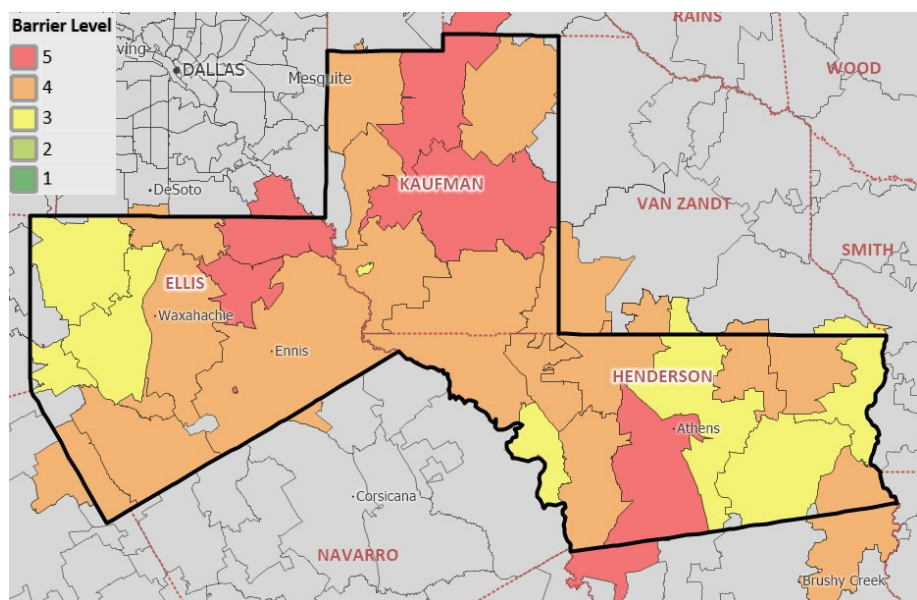 Barrier Level
5
4
3
2
1
ving
DALLAS
Mesquite
DeSoto
RAINS
WOOD
KAUFMAN
VAN ZANDT
SMITH
ELLIS
Waxahachie
Ennis
HENDERSON
Athens
Corsicana
NAVARRO
Brushy Creek